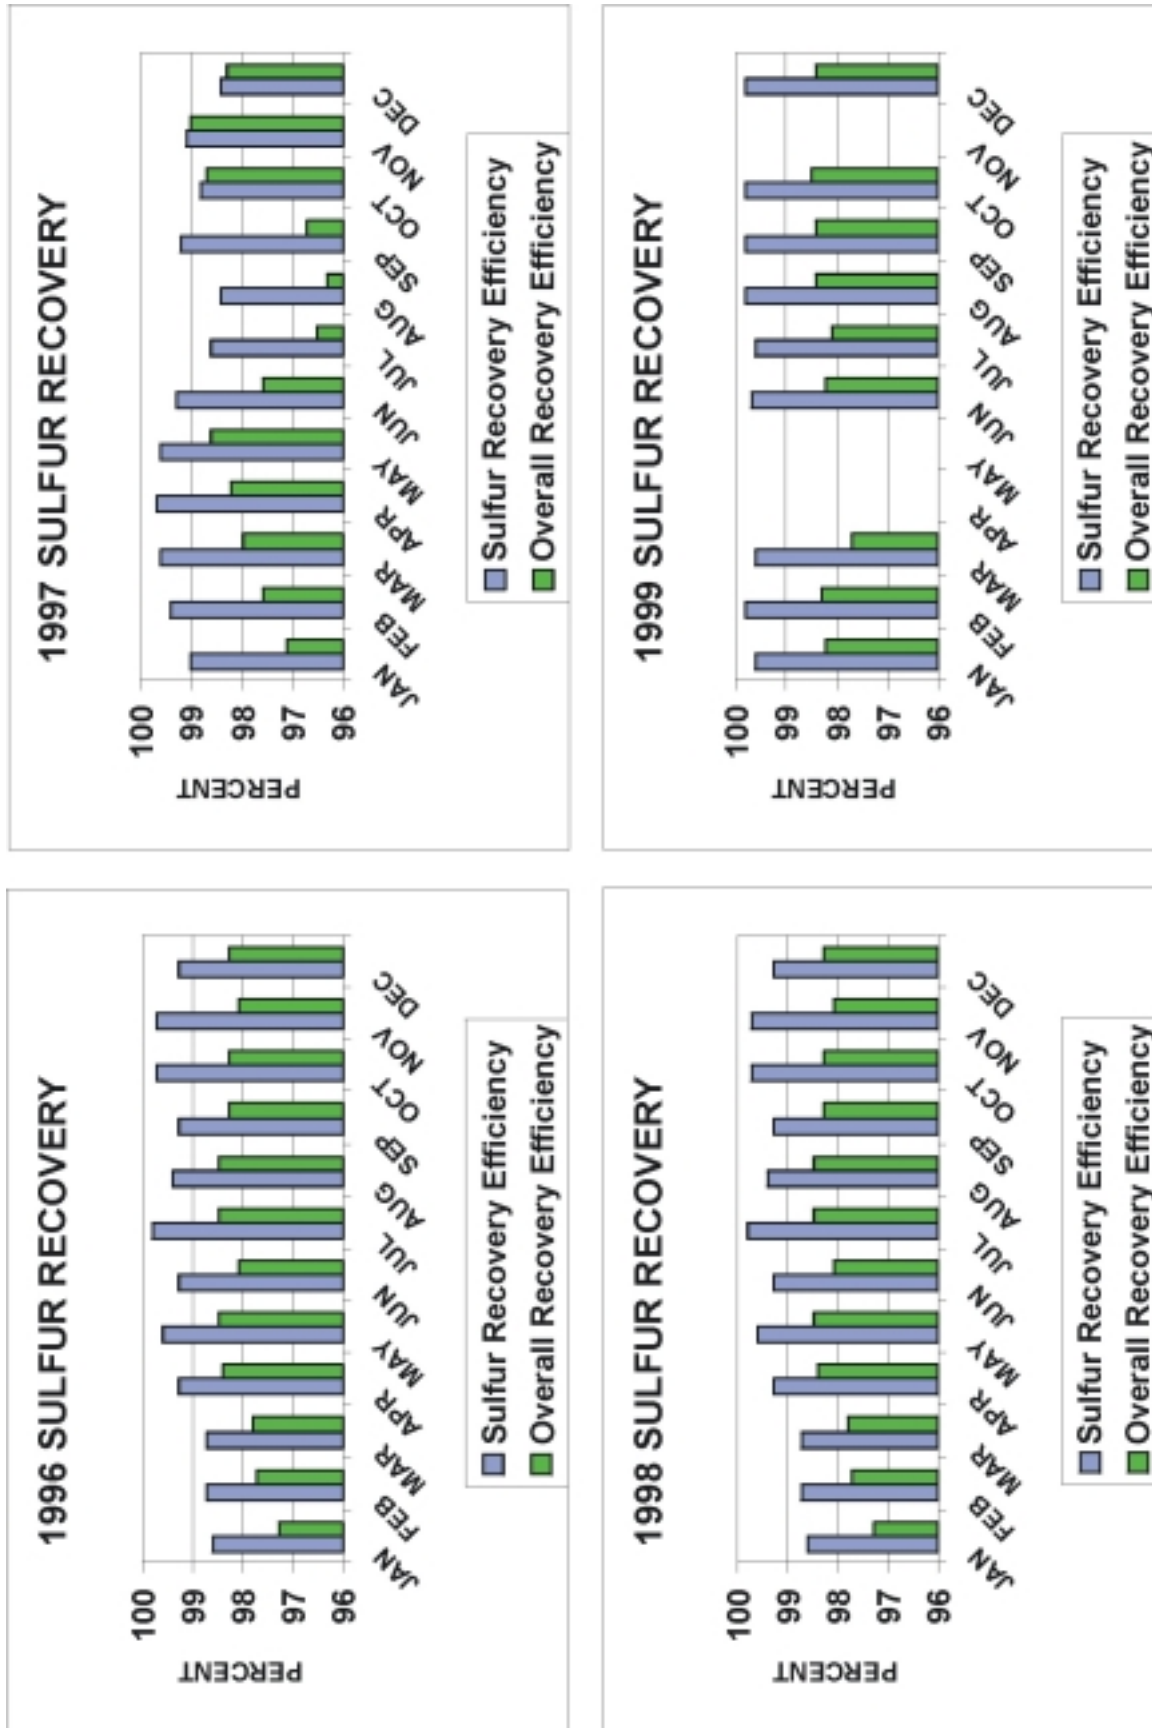 1996 SULFUR RECOVERY
100
99
98
97
96
PERCENT
JAN
FEB
MAR
APR
MAY
JUN
JUL
AUG
SEP
OCT
NOV
DEC
Sulfur Recovery Efficiency
Overall Recovery Efficiency
1997 SULFUR RECOVERY
100
99
98
97
96
PERCENT
JAN
FEB
MAR
APR
MAY
JUN
JUL
AUG
SEP
OCT
NOV
DEC
Sulfur Recovery Efficiency
Overall Recovery Efficiency
1998 SULFUR RECOVERY
100
99
98
97
96
PERCENT
JAN
FEB
MAR
APR
MAY
JUN
JUL
AUG
SEP
OCT
NOV
DEC
Sulfur Recovery Efficiency
Overall Recovery Efficiency
1999 SULFUR RECOVERY
100
99
98
97
96
PERCENT
JAN
FEB
MAR
APR
MAY
JUN
JUL
AUG
SEP
OCT
NOV
DEC
Sulfur Recovery Efficiency
Overall Recovery Efficiency